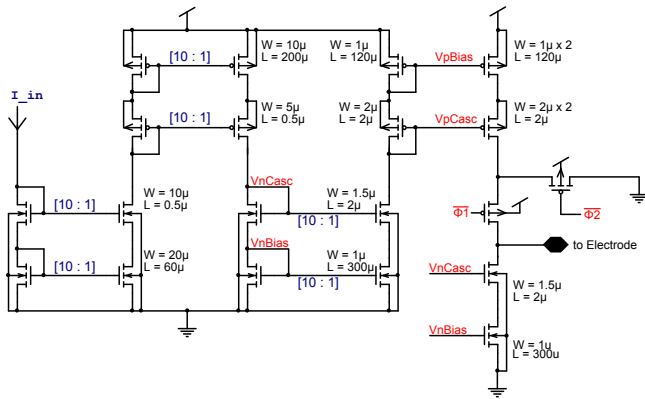 W = 10µ
L = 200µ
W = 1µ
L = 120µ
W = 1µ x 2
L = 120µ
[10 : 1]
VpBias
I_in
W = 5µ
L = 0.5µ
W = 2µ
L = 2µ
W = 2µ x 2
L = 2µ
[10 : 1]
VpCasc
VnCasc
W = 10µ
L = 0.5µ
W = 1.5µ
L = 2µ
[10 : 1]
[10 : 1]
Φ1
Φ2
to Electrode
VnBias
W = 20µ
L = 60µ
W = 1µ
L = 300µ
[10 : 1]
[10 : 1]
VnCasc
W = 1.5µ
L = 2µ
VnBias
W = 1u
L = 300u